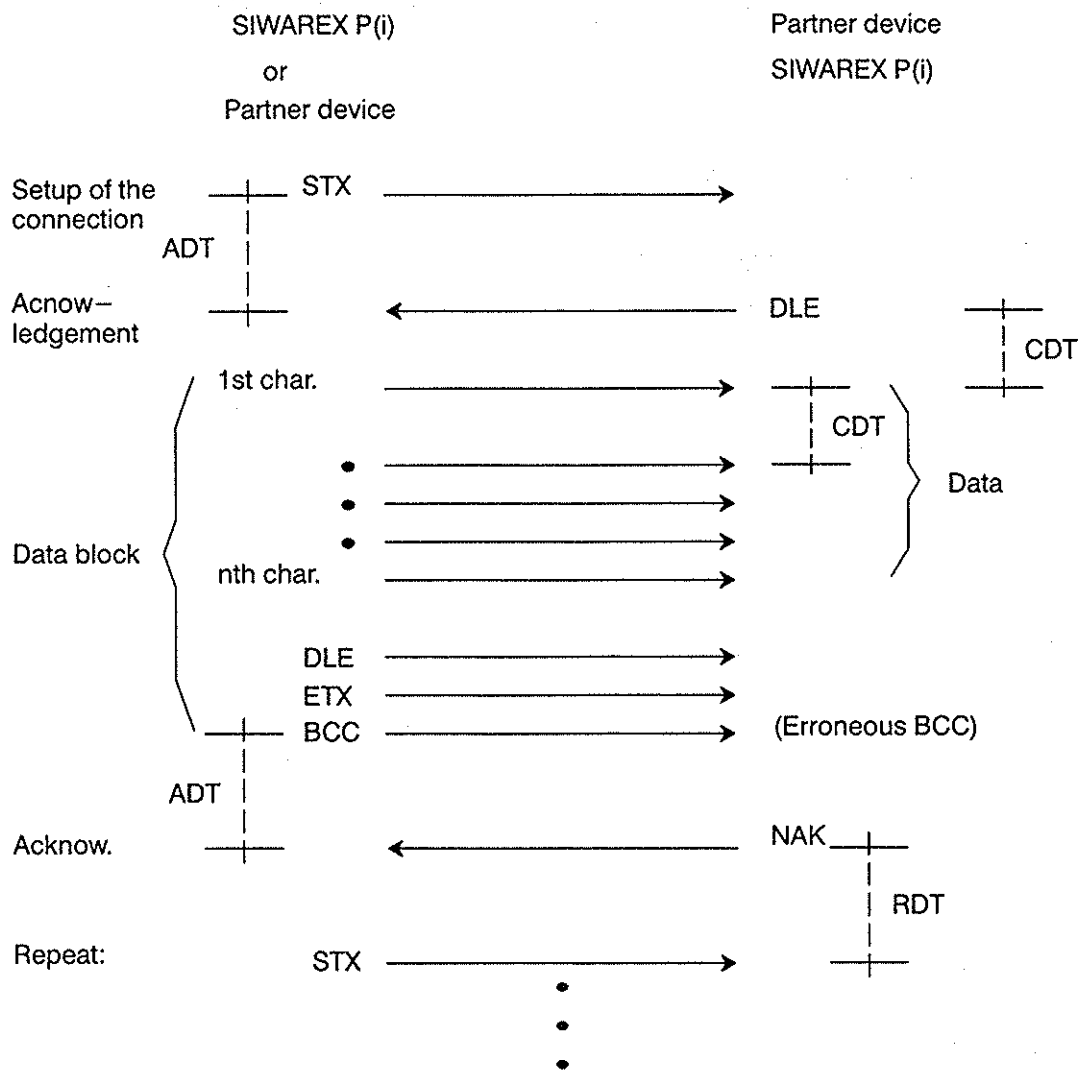 SIWAREX P(i)
or
Partner device
Partner device
SIWAREX P(i)
Setup of the
connection
STX
ADT
Acnow–
ledgement
DLE
CDT
1st char.
CDT
Data
Data block
nth char.
DLE
ETX
BCC
(Erroneous BCC)
ADT
Acknow.
NAK
RDT
Repeat:
STX